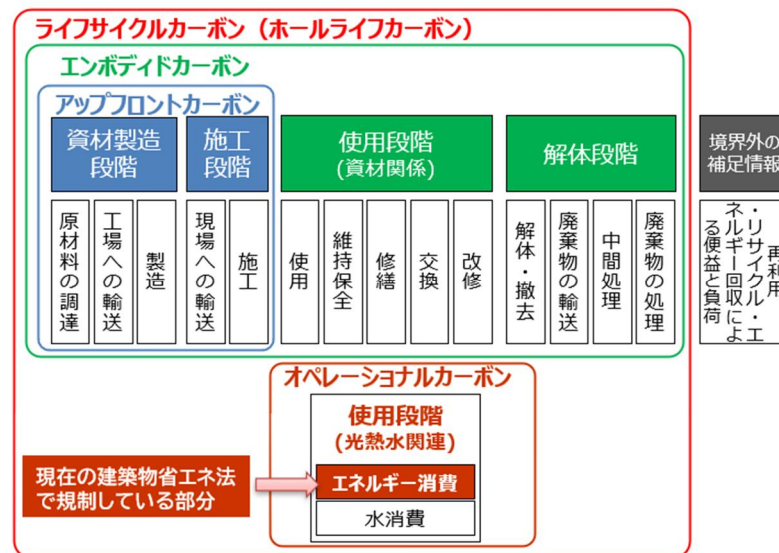 ライフサイクルカーボン（ホールライフカーボン）
エンボディドカーボン
アップフロントカーボン
資材製造
段階
施工
段階
使用段階
(資材関係)
解体段階
境界外の
補足情報
原材料の調達
工場への輸送
製造
現場への輸送
施工
使用
維持保全
修繕
交換
改修
解体・撤去
廃棄物の輸送
中間処理
廃棄物の処理
再利用
・リサイクル・エ
ネルギー回収によ
る便益と負荷
オペレーショナルカーボン
使用段階
(光熱水関連)
現在の建築物省エネ法
で規制している部分
エネルギー消費
水消費